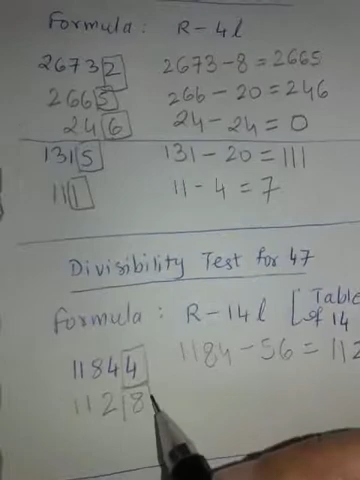 Formula: R-4l
26732 2673-8=2665
2665 266-20=246
246 24-24=0
1315 131-20=111
111 11-4=7
Divisibility Test for 47
Formula: R-14l [Table of 14
11844 1184-56=112
1128